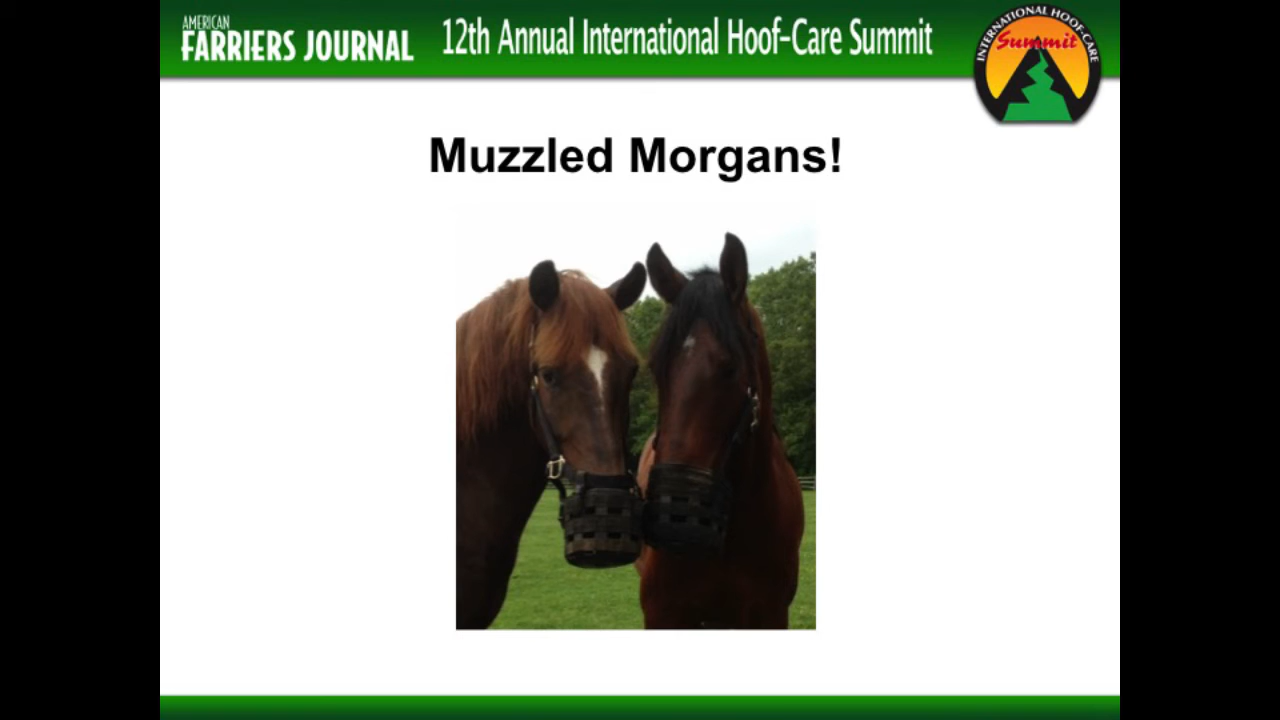 AMERICAN
FARRIERS JOURNAL
12th Annual International Hoof-Care Summit
INTERNATIONAL HOOF-CARE
Summit
Muzzled Morgans!